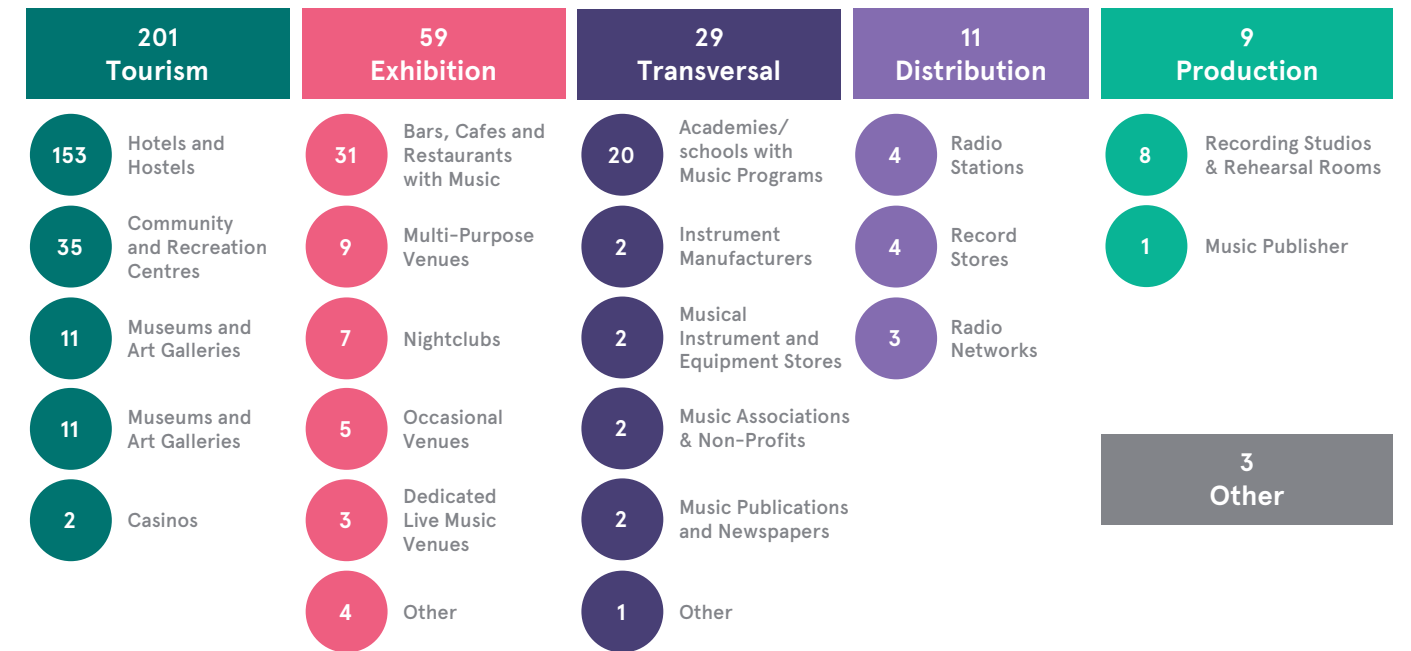 201
Tourism
153
Hotels and
Hostels
35
Community
and Recreation
Centres
11
Museums and
Art Galleries
11
Museums and
Art Galleries
2
Casinos
59
Exhibition
31
Bars, Cafes and
Restaurants
with Music
9
Multi-Purpose
Venues
7
Nightclubs
5
Occasional
Venues
3
Dedicated
Live Music
Venues
4
Other
29
Transversal
20
Academies/
schools with
Music Programs
2
Instrument
Manufacturers
2
Musical
Instrument and
Equipment Stores
2
Music Associations
& Non-Profits
2
Music Publications
and Newspapers
1
Other
11
Distribution
4
Radio
Stations
4
Record
Stores
3
Radio
Networks
9
Production
8
Recording Studios
& Rehearsal Rooms
1
Music Publisher
3
Other